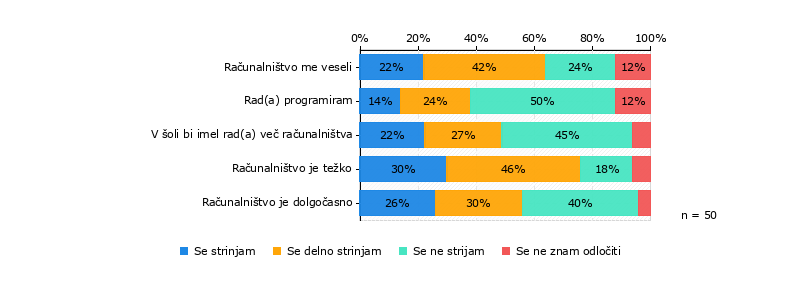 0% 20% 40% 60% 80% 100%
Računalništvo me veseli 22% 42% 24% 12%
Rad(a) programiram 14% 24% 50% 12%
V šoli bi imel rad(a) več računalništva 22% 27% 45%
Računalništvo je težko 30% 46% 18%
Računalništvo je dolgočasno 26% 30% 40%
n = 50
Se strinjam Se delno strinjam Se ne strijam Se ne znam odločiti